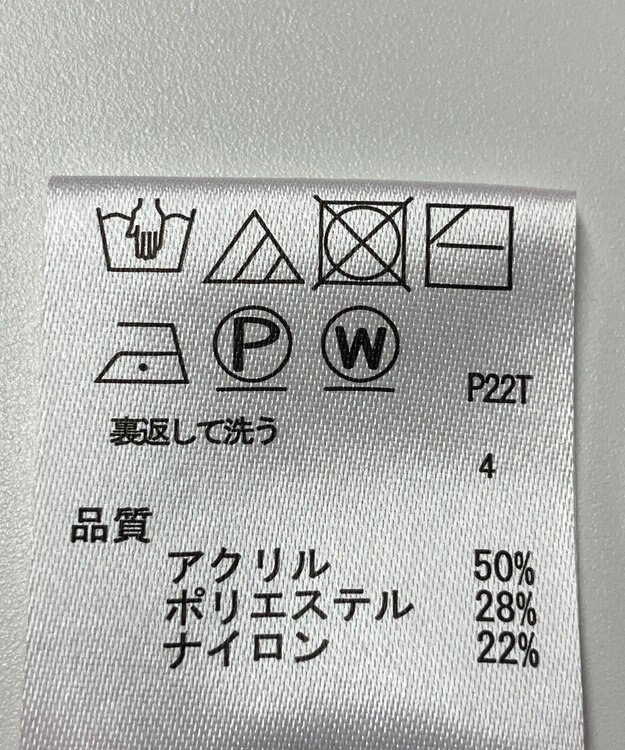 P W
P22T
裏返して洗う
4
品質
アクリル 50%
ポリエステル 28%
ナイロン 22%